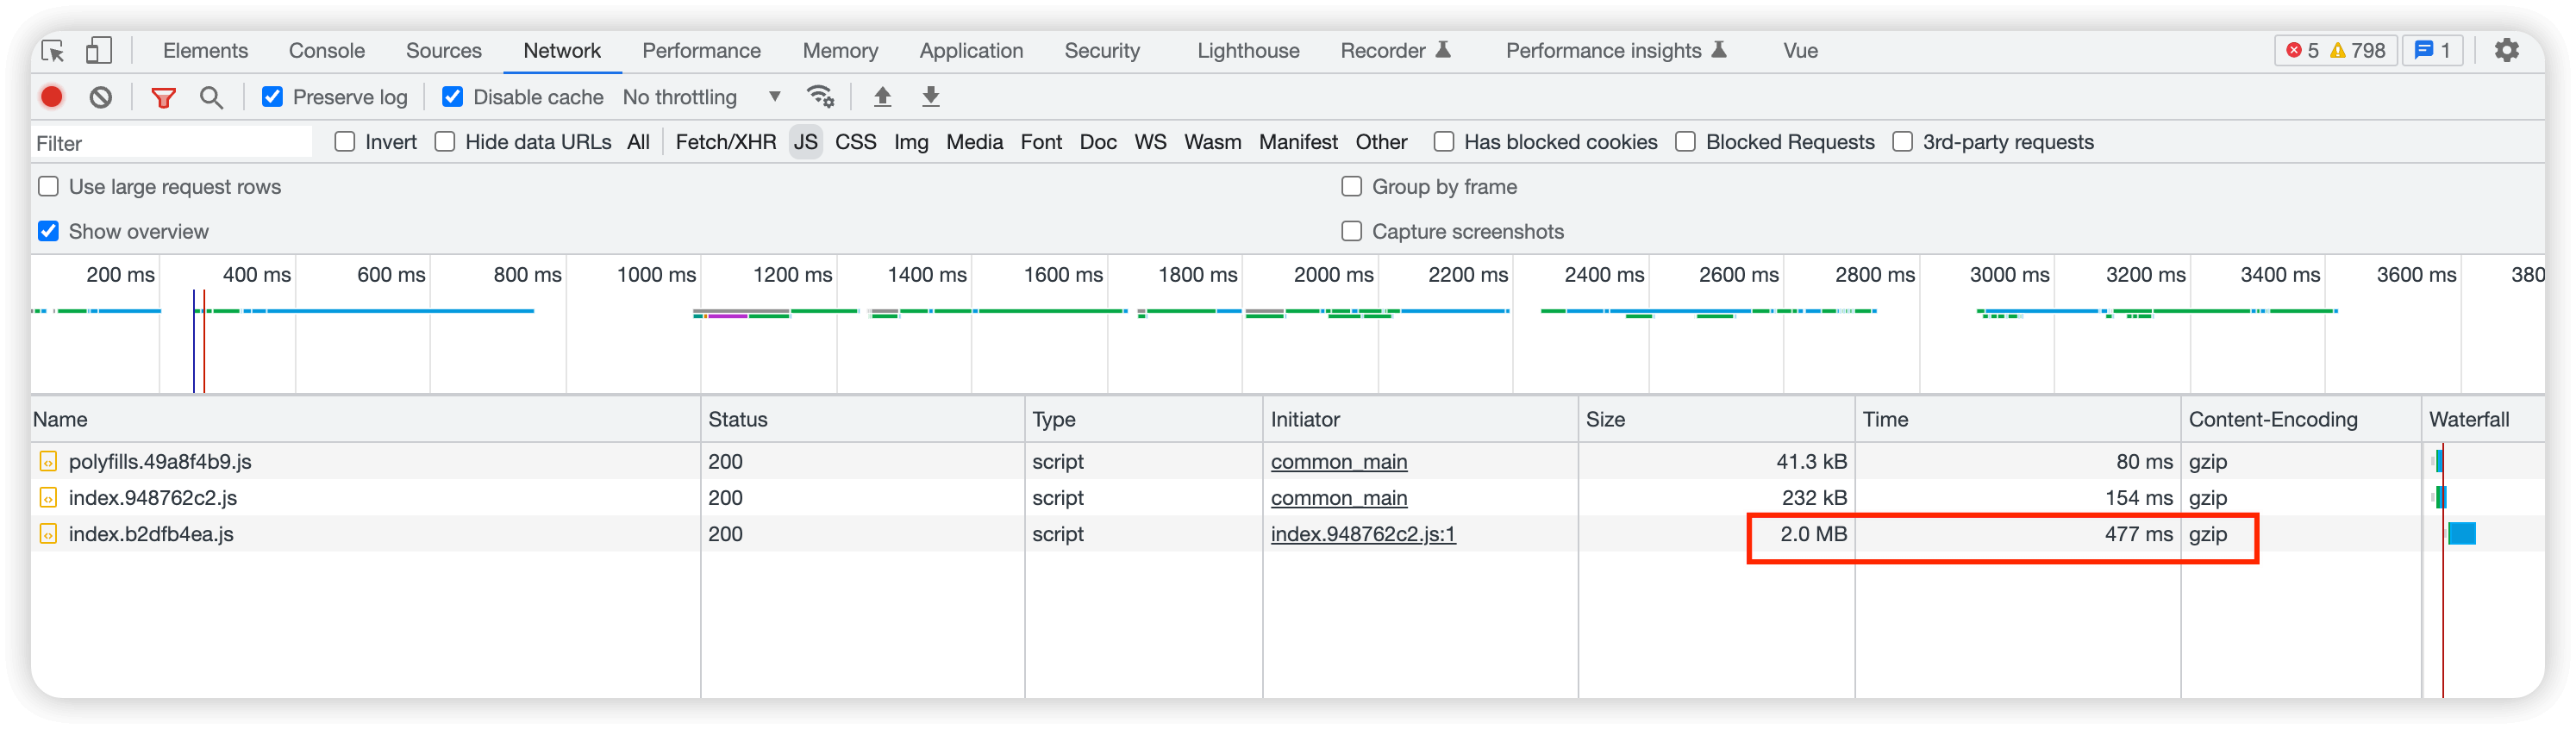 Elements Console Sources Network Performance Memory Application Security Lighthouse Recorder Performance insights Vue 5 798 1
Preserve log Disable cache No throttling
Filter Invert Hide data URLs All Fetch/XHR JS CSS Img Media Font Doc WS Wasm Manifest Other Has blocked cookies Blocked Requests 3rd-party requests
Use large request rows Group by frame
Show overview Capture screenshots
200 ms 400 ms 600 ms 800 ms 1000 ms 1200 ms 1400 ms 1600 ms 1800 ms 2000 ms 2200 ms 2400 ms 2600 ms 2800 ms 3000 ms 3200 ms 3400 ms 3600 ms 380
Name Status Type Initiator Size Time Content-Encoding Waterfall
polyfills.49a8f4b9.js 200 script common_main 41.3 kB 80 ms gzip
index.948762c2.js 200 script common_main 232 kB 154 ms gzip
index.b2dfb4ea.js 200 script index.948762c2.js:1 2.0 MB 477 ms gzip